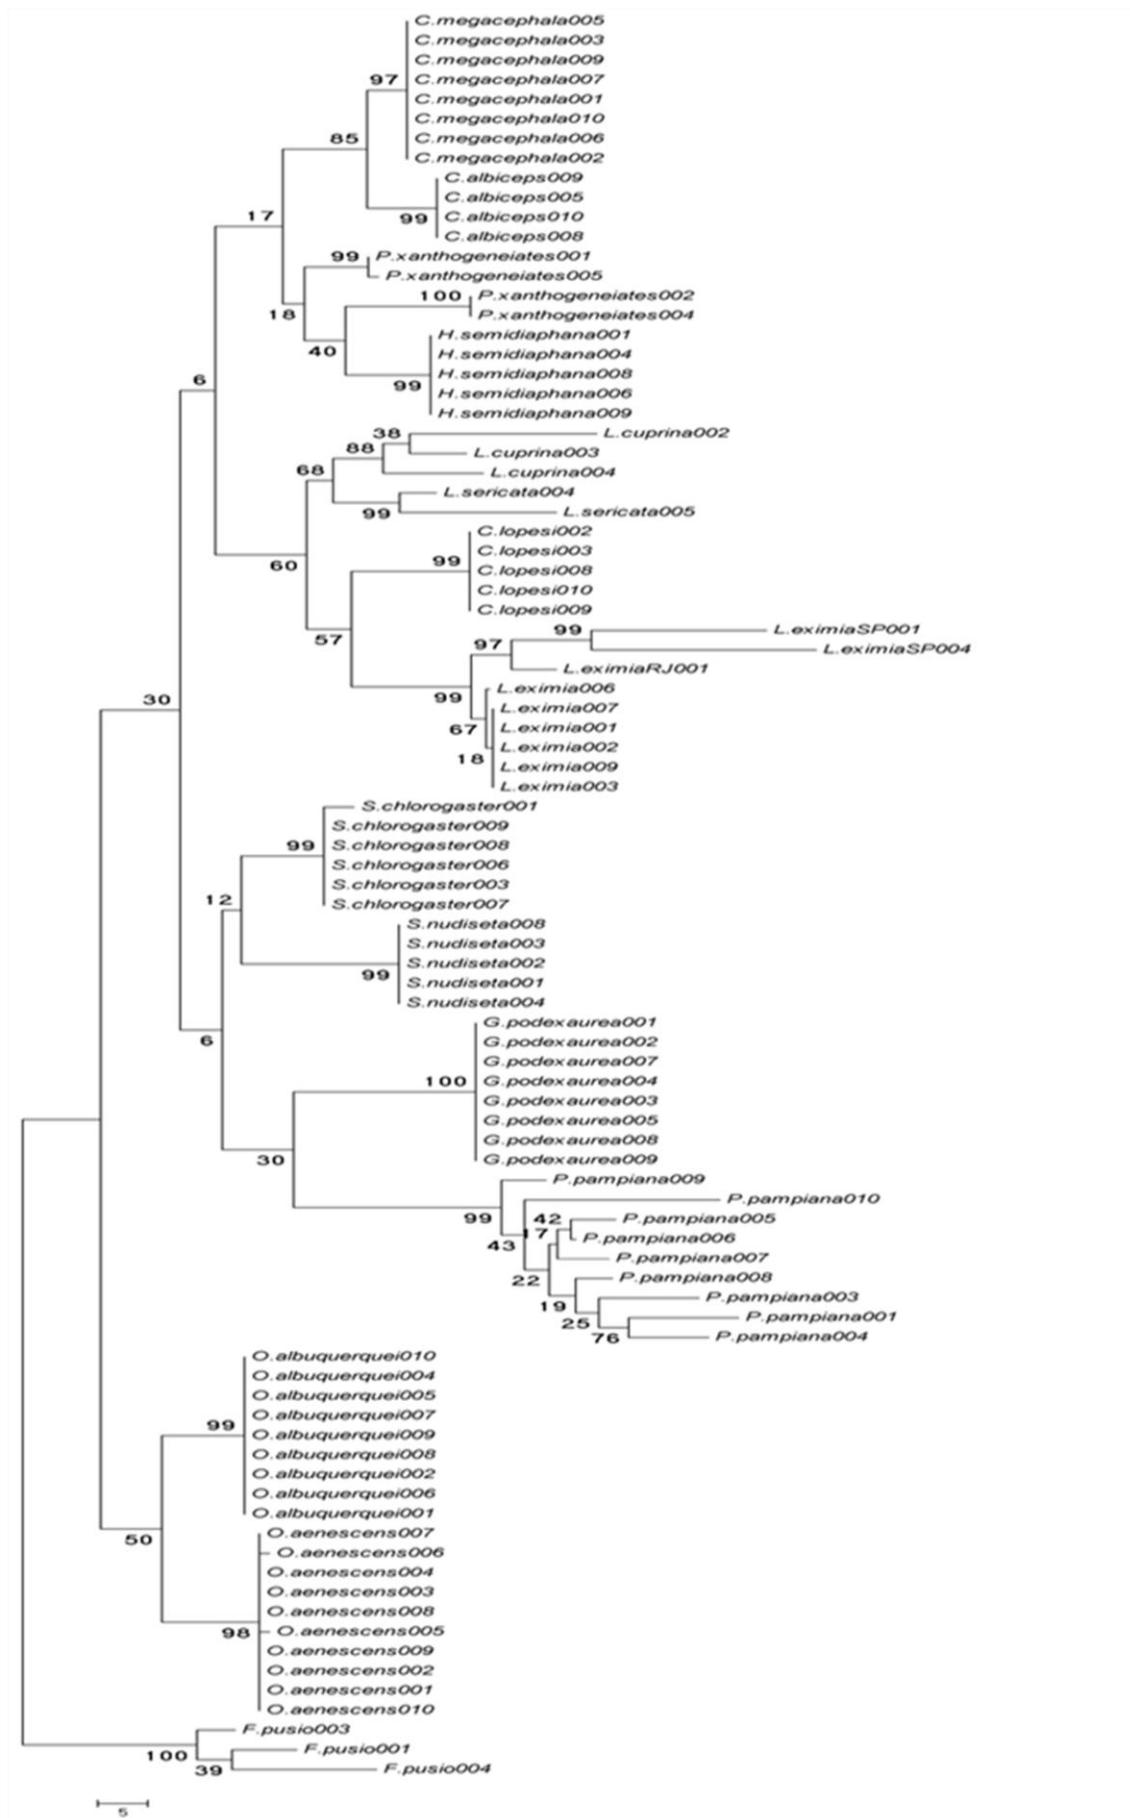 C.megacephala005
C.megacephala003
C.megacephala009
97 C.megacephala007
C.megacephala001
C.megacephala010
85 C.megacephala006
C.megacephala002
C.albiceps009
C.albiceps005
99 C.albiceps010
17 C.albiceps008
99 P.xanthogeneiates001
P.xanthogeneiates005
100 P.xanthogeneiates002
18 P.xanthogeneiates004
H.semidiaphana001
40 H.semidiaphana004
H.semidiaphana008
6 99 H.semidiaphana006
H.semidiaphana009
38 L.cuprina002
88 L.cuprina003
68 L.cuprina004
L.sericata004
99 L.sericata005
C.lopesi002
C.lopesi003
60 99 C.lopesi008
C.lopesi010
C.lopesi009
99 L.eximiaSP001
57 97 L.eximiaSP004
L.eximiaRJ001
99 L.eximia006
30 L.eximia007
67 L.eximia001
L.eximia002
18 L.eximia009
L.eximia003
S.chlorogaster001
S.chlorogaster009
99 S.chlorogaster008
S.chlorogaster006
S.chlorogaster003
12 S.chlorogaster007
S.nudiseta008
S.nudiseta003
99 S.nudiseta002
S.nudiseta001
S.nudiseta004
G.podexaurea001
6 G.podexaurea002
G.podexaurea007
100 G.podexaurea004
G.podexaurea003
G.podexaurea005
G.podexaurea008
30 G.podexaurea009
P.pampiana009
P.pampiana010
99 42 P.pampiana005
43 17 P.pampiana006
P.pampiana007
22 P.pampiana008
19 P.pampiana003
25 P.pampiana001
76 P.pampiana004
O.albuquerquei010
O.albuquerquei004
O.albuquerquei005
O.albuquerquei007
99 O.albuquerquei009
O.albuquerquei008
O.albuquerquei002
O.albuquerquei006
O.albuquerquei001
50 O.aenescens007
O.aenescens006
O.aenescens004
O.aenescens003
O.aenescens008
98 O.aenescens005
O.aenescens009
O.aenescens002
O.aenescens001
O.aenescens010
F.pusio003
100 F.pusio001
39 F.pusio004
5